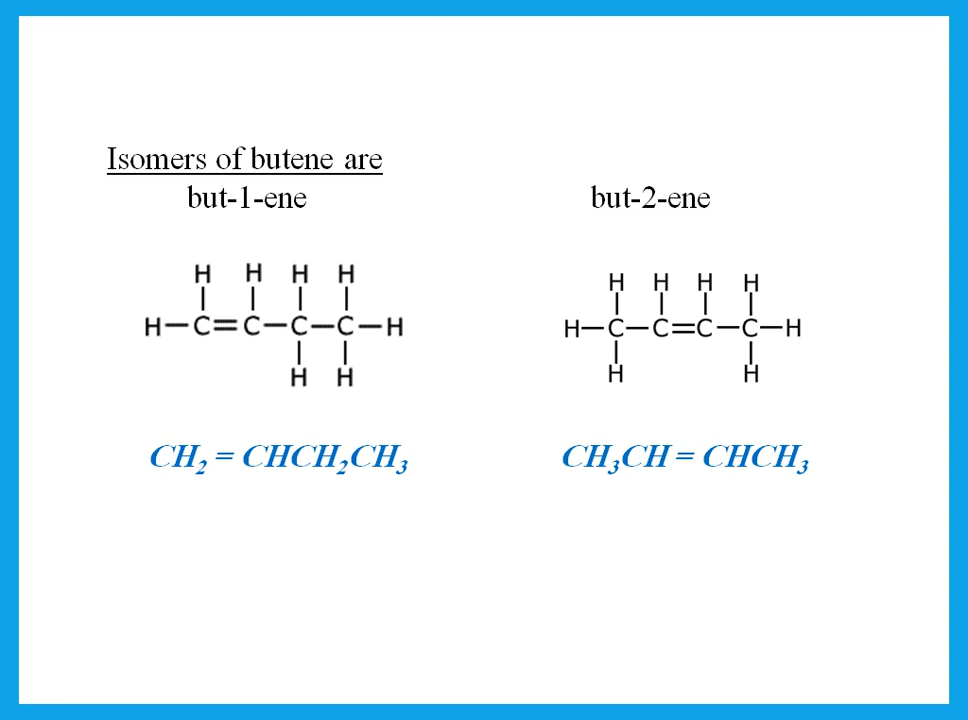 Isomers of butene are
but-1-ene but-2-ene
H H H H
H H H H
H—C=C—C—C—H
H—C—C=C—C—H
H H
H H
CH₂ = CHCH₂CH₃ CH₃CH = CHCH₃